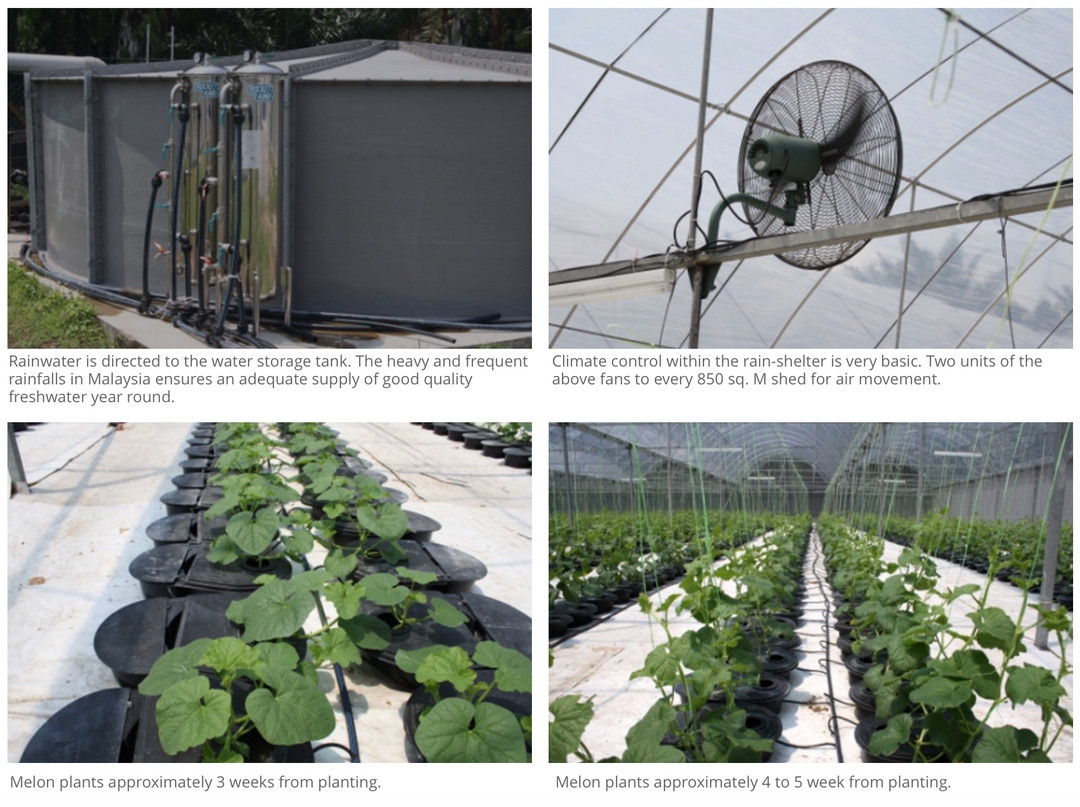 Rainwater is directed to the water storage tank. The heavy and frequent
rainfalls in Malaysia ensures an adequate supply of good quality
freshwater year round.
Climate control within the rain-shelter is very basic. Two units of the
above fans to every 850 sq. M shed for air movement.
Melon plants approximately 3 weeks from planting.
Melon plants approximately 4 to 5 week from planting.